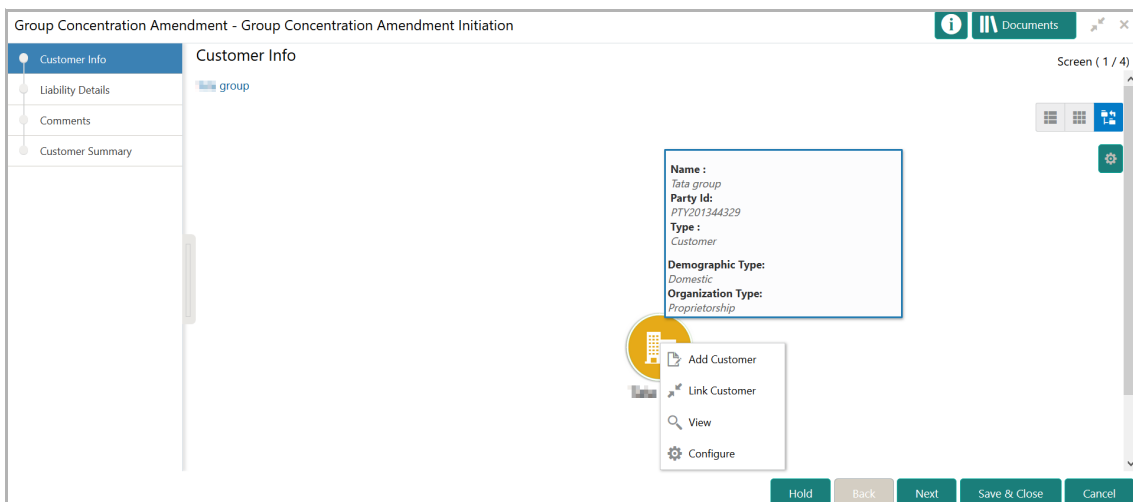 Group Concentration Amendment - Group Concentration Amendment Initiation
Documents
Customer Info
Liability Details
Comments
Customer Summary
Customer Info
Screen ( 1 / 4)
group
Name :
Tata group
Party Id:
PTY201344329
Type :
Customer
Demographic Type:
Domestic
Organization Type:
Proprietorship
Add Customer
Link Customer
View
Configure
Hold
Back
Next
Save & Close
Cancel